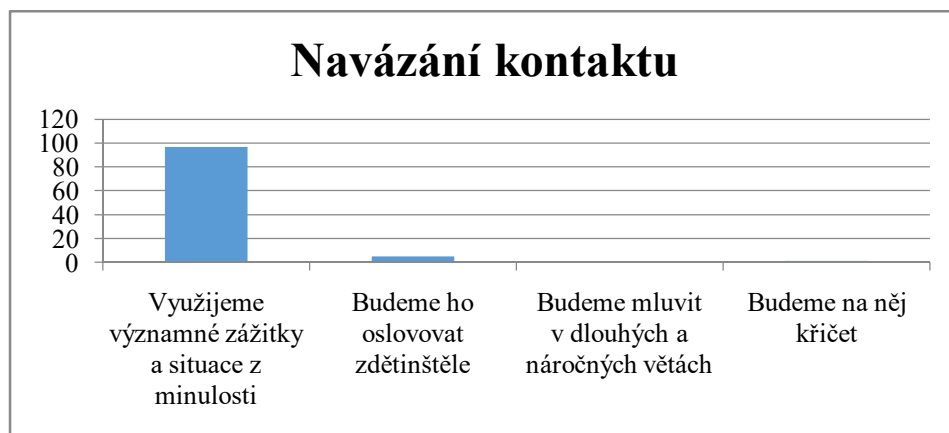 Navázání kontaktu
120
100
80
60
40
20
0
Využijeme
významné zážitky
a situace z
minulosti
Budeme ho
oslovovat
zdětinštěle
Budeme mluvit
v dlouhých a
náročných větách
Budeme na něj
křičet